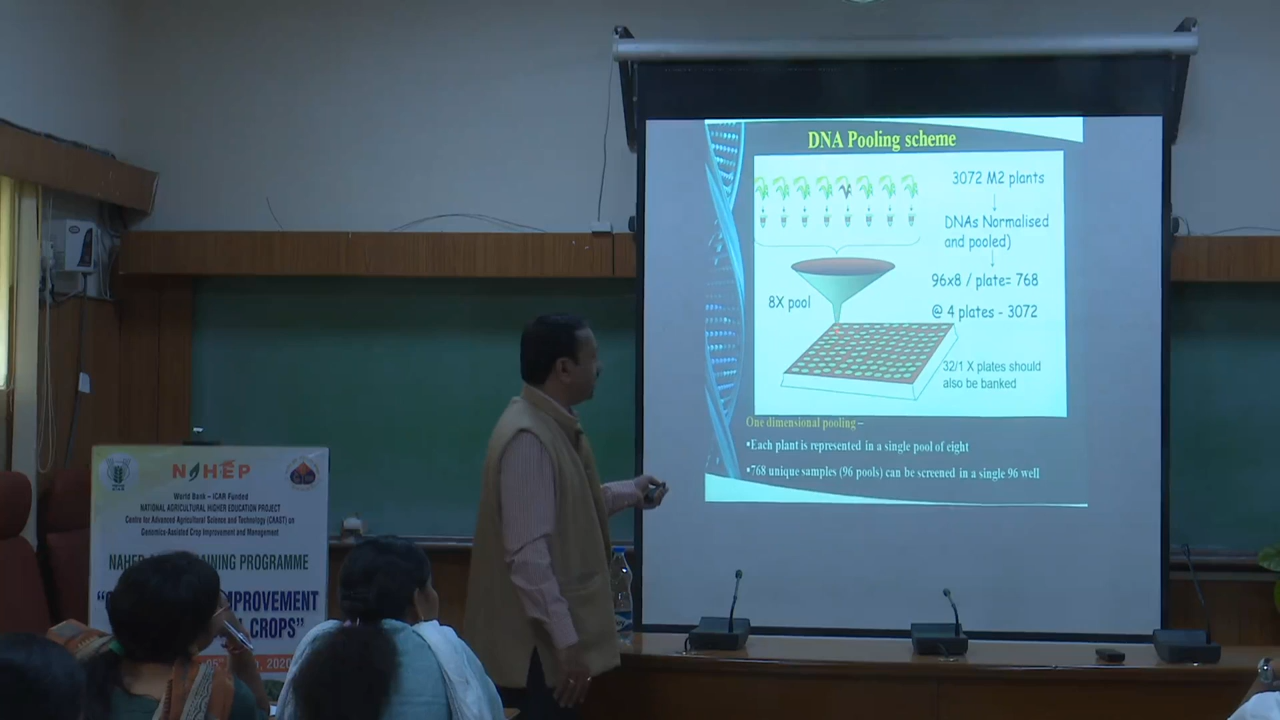 DNA Pooling scheme
3072 M2 plants
DNAs Normalised
and pooled)
96x8 / plate= 768
8X pool
@ 4 plates - 3072
32/1 X plates should
also be banked
One dimensional pooling –
▪Each plant is represented in a single pool of eight
▪768 unique samples (96 pools) can be screened in a single 96 well
NAHEP
World Bank – ICAR Funded
NATIONAL AGRICULTURAL HIGHER EDUCATION PROJECT
Centre for Advanced Agricultural Science and Technology (CAAST) on
Genomics-Assisted Crop Improvement and Management
PROGRAMME
CROPS"
2020